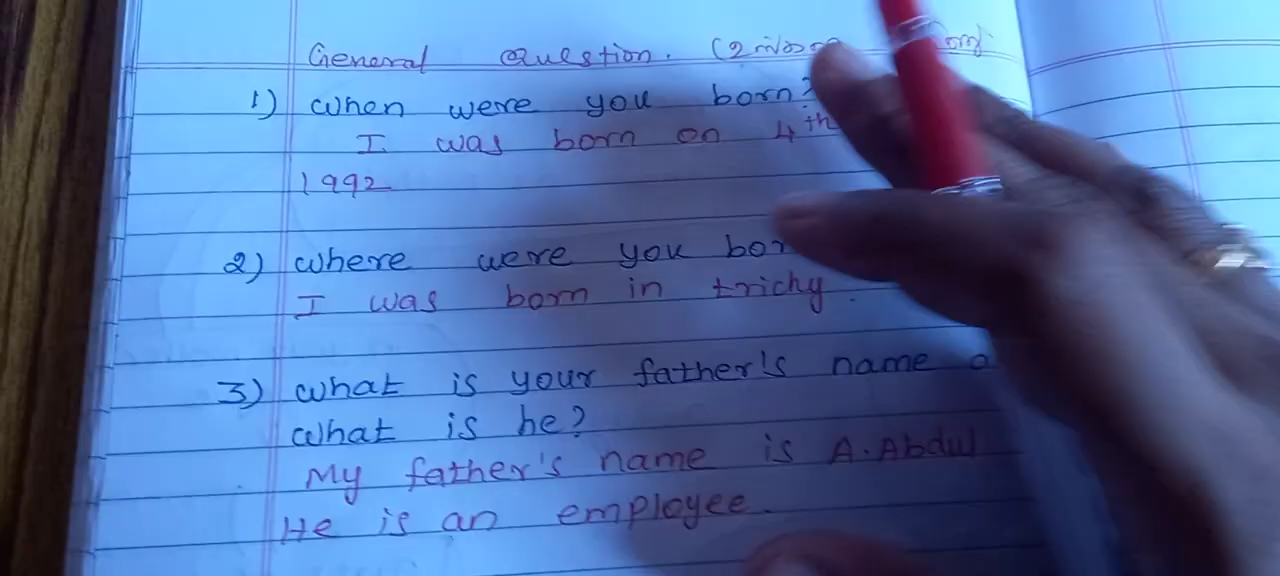 General Question. (2
1) When were you born?
I was born on 4th
1992
2) Where were you
I was born in trichy.
3) What is your father's name
What is he?
My father's name is A. Abdul
He is an employee.